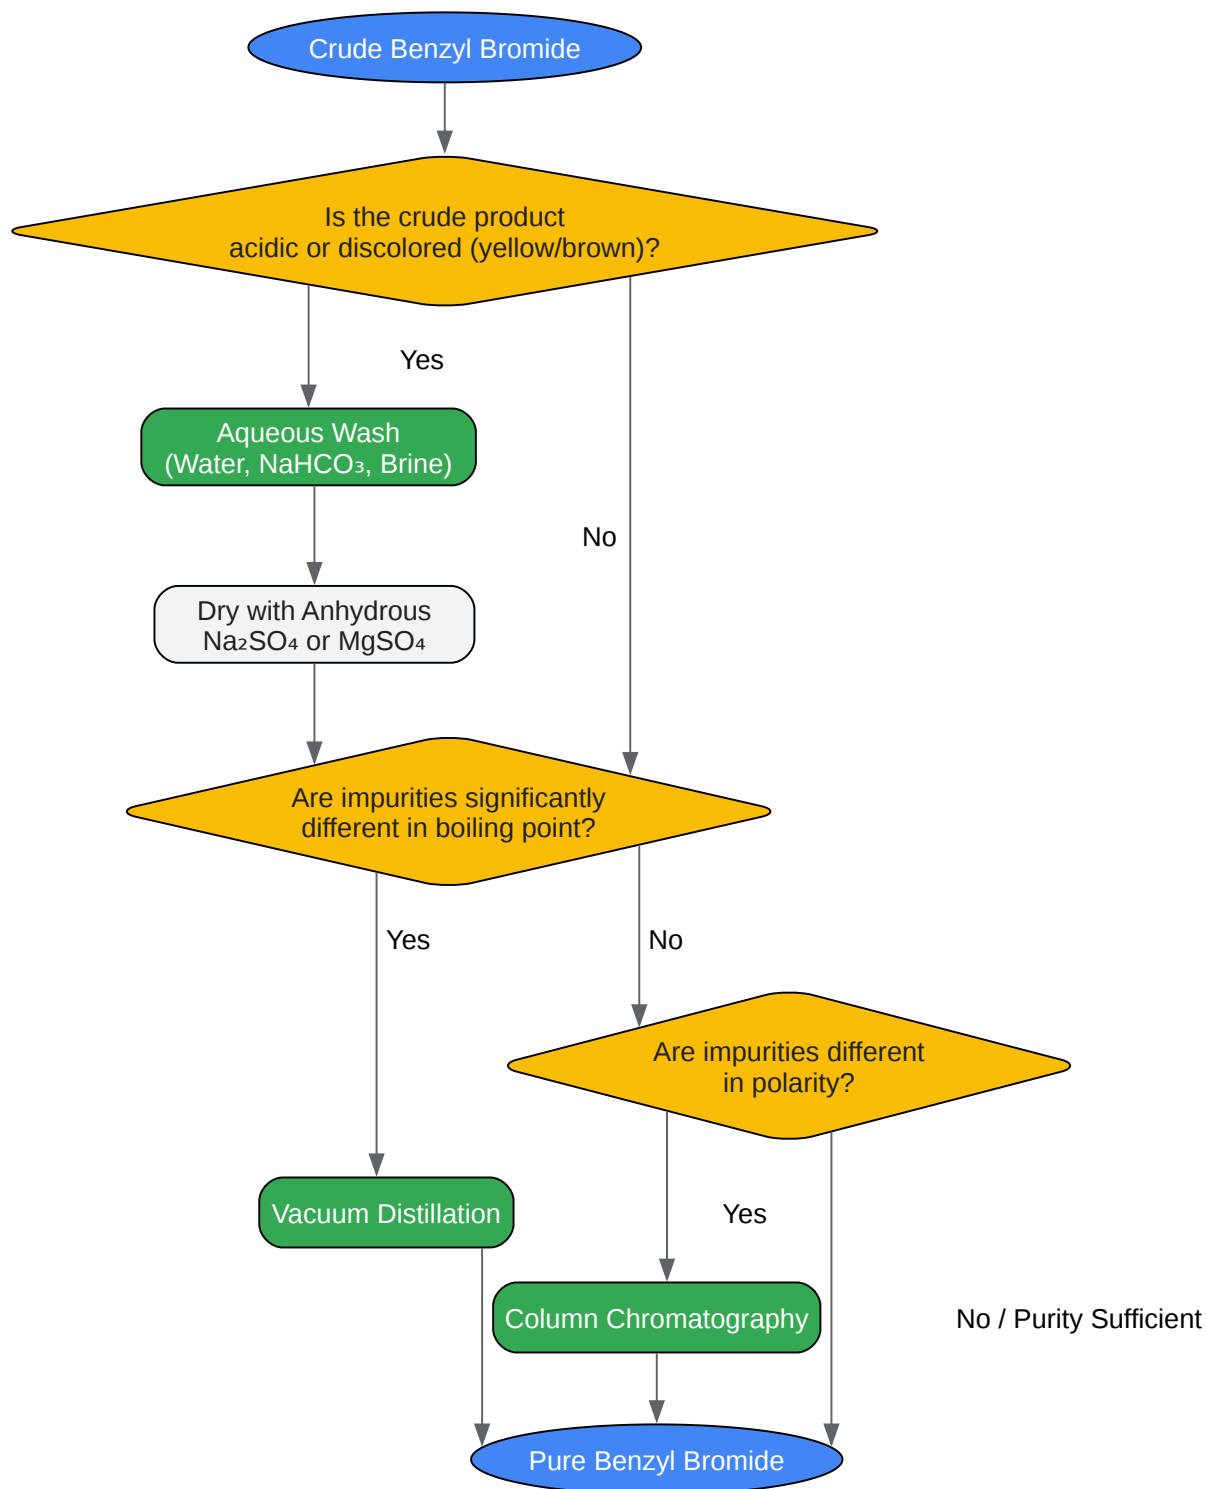 Crude Benzyl Bromide
Is the crude product
acidic or discolored (yellow/brown)?
Yes
Aqueous Wash
(Water, NaHCO₃, Brine)
No
Dry with Anhydrous
Na₂SO₄ or MgSO₄
Are impurities significantly
different in boiling point?
Yes
No
Are impurities different
in polarity?
Vacuum Distillation
Yes
Column Chromatography
No / Purity Sufficient
Pure Benzyl Bromide